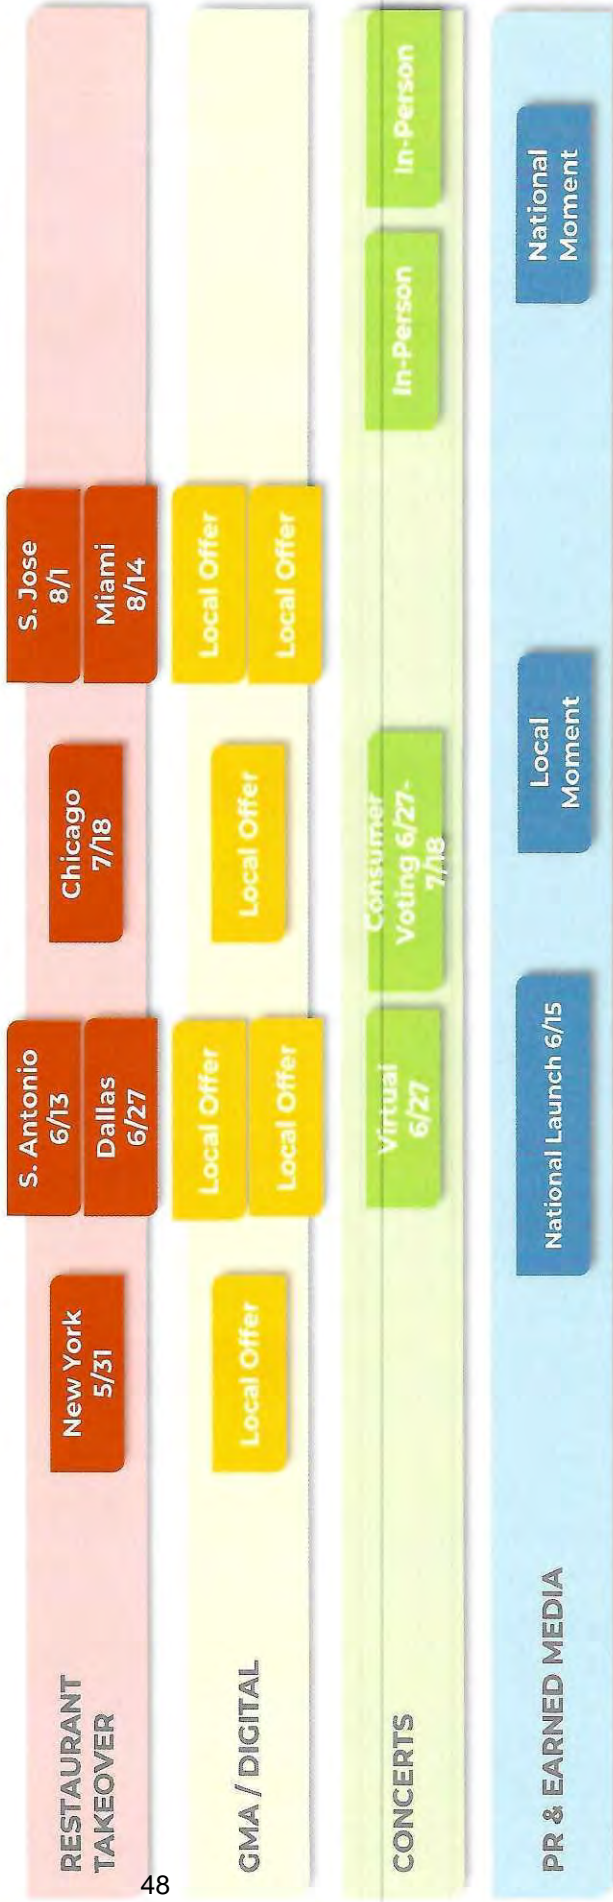 RESTAURANT
TAKEOVER
New York
5/31
S. Antonio
6/13
Dallas
6/27
Chicago
7/18
S. Jose
8/1
Miami
8/14
GMA / DIGITAL
Local Offer
Local Offer
Local Offer
Local Offer
Local Offer
Local Offer
CONCERTS
Virtual
6/27
Consumer
Voting 6/27-
7/18
In-Person
In-Person
PR & EARNED MEDIA
National Launch 6/15
Local
Moment
National
Moment
48